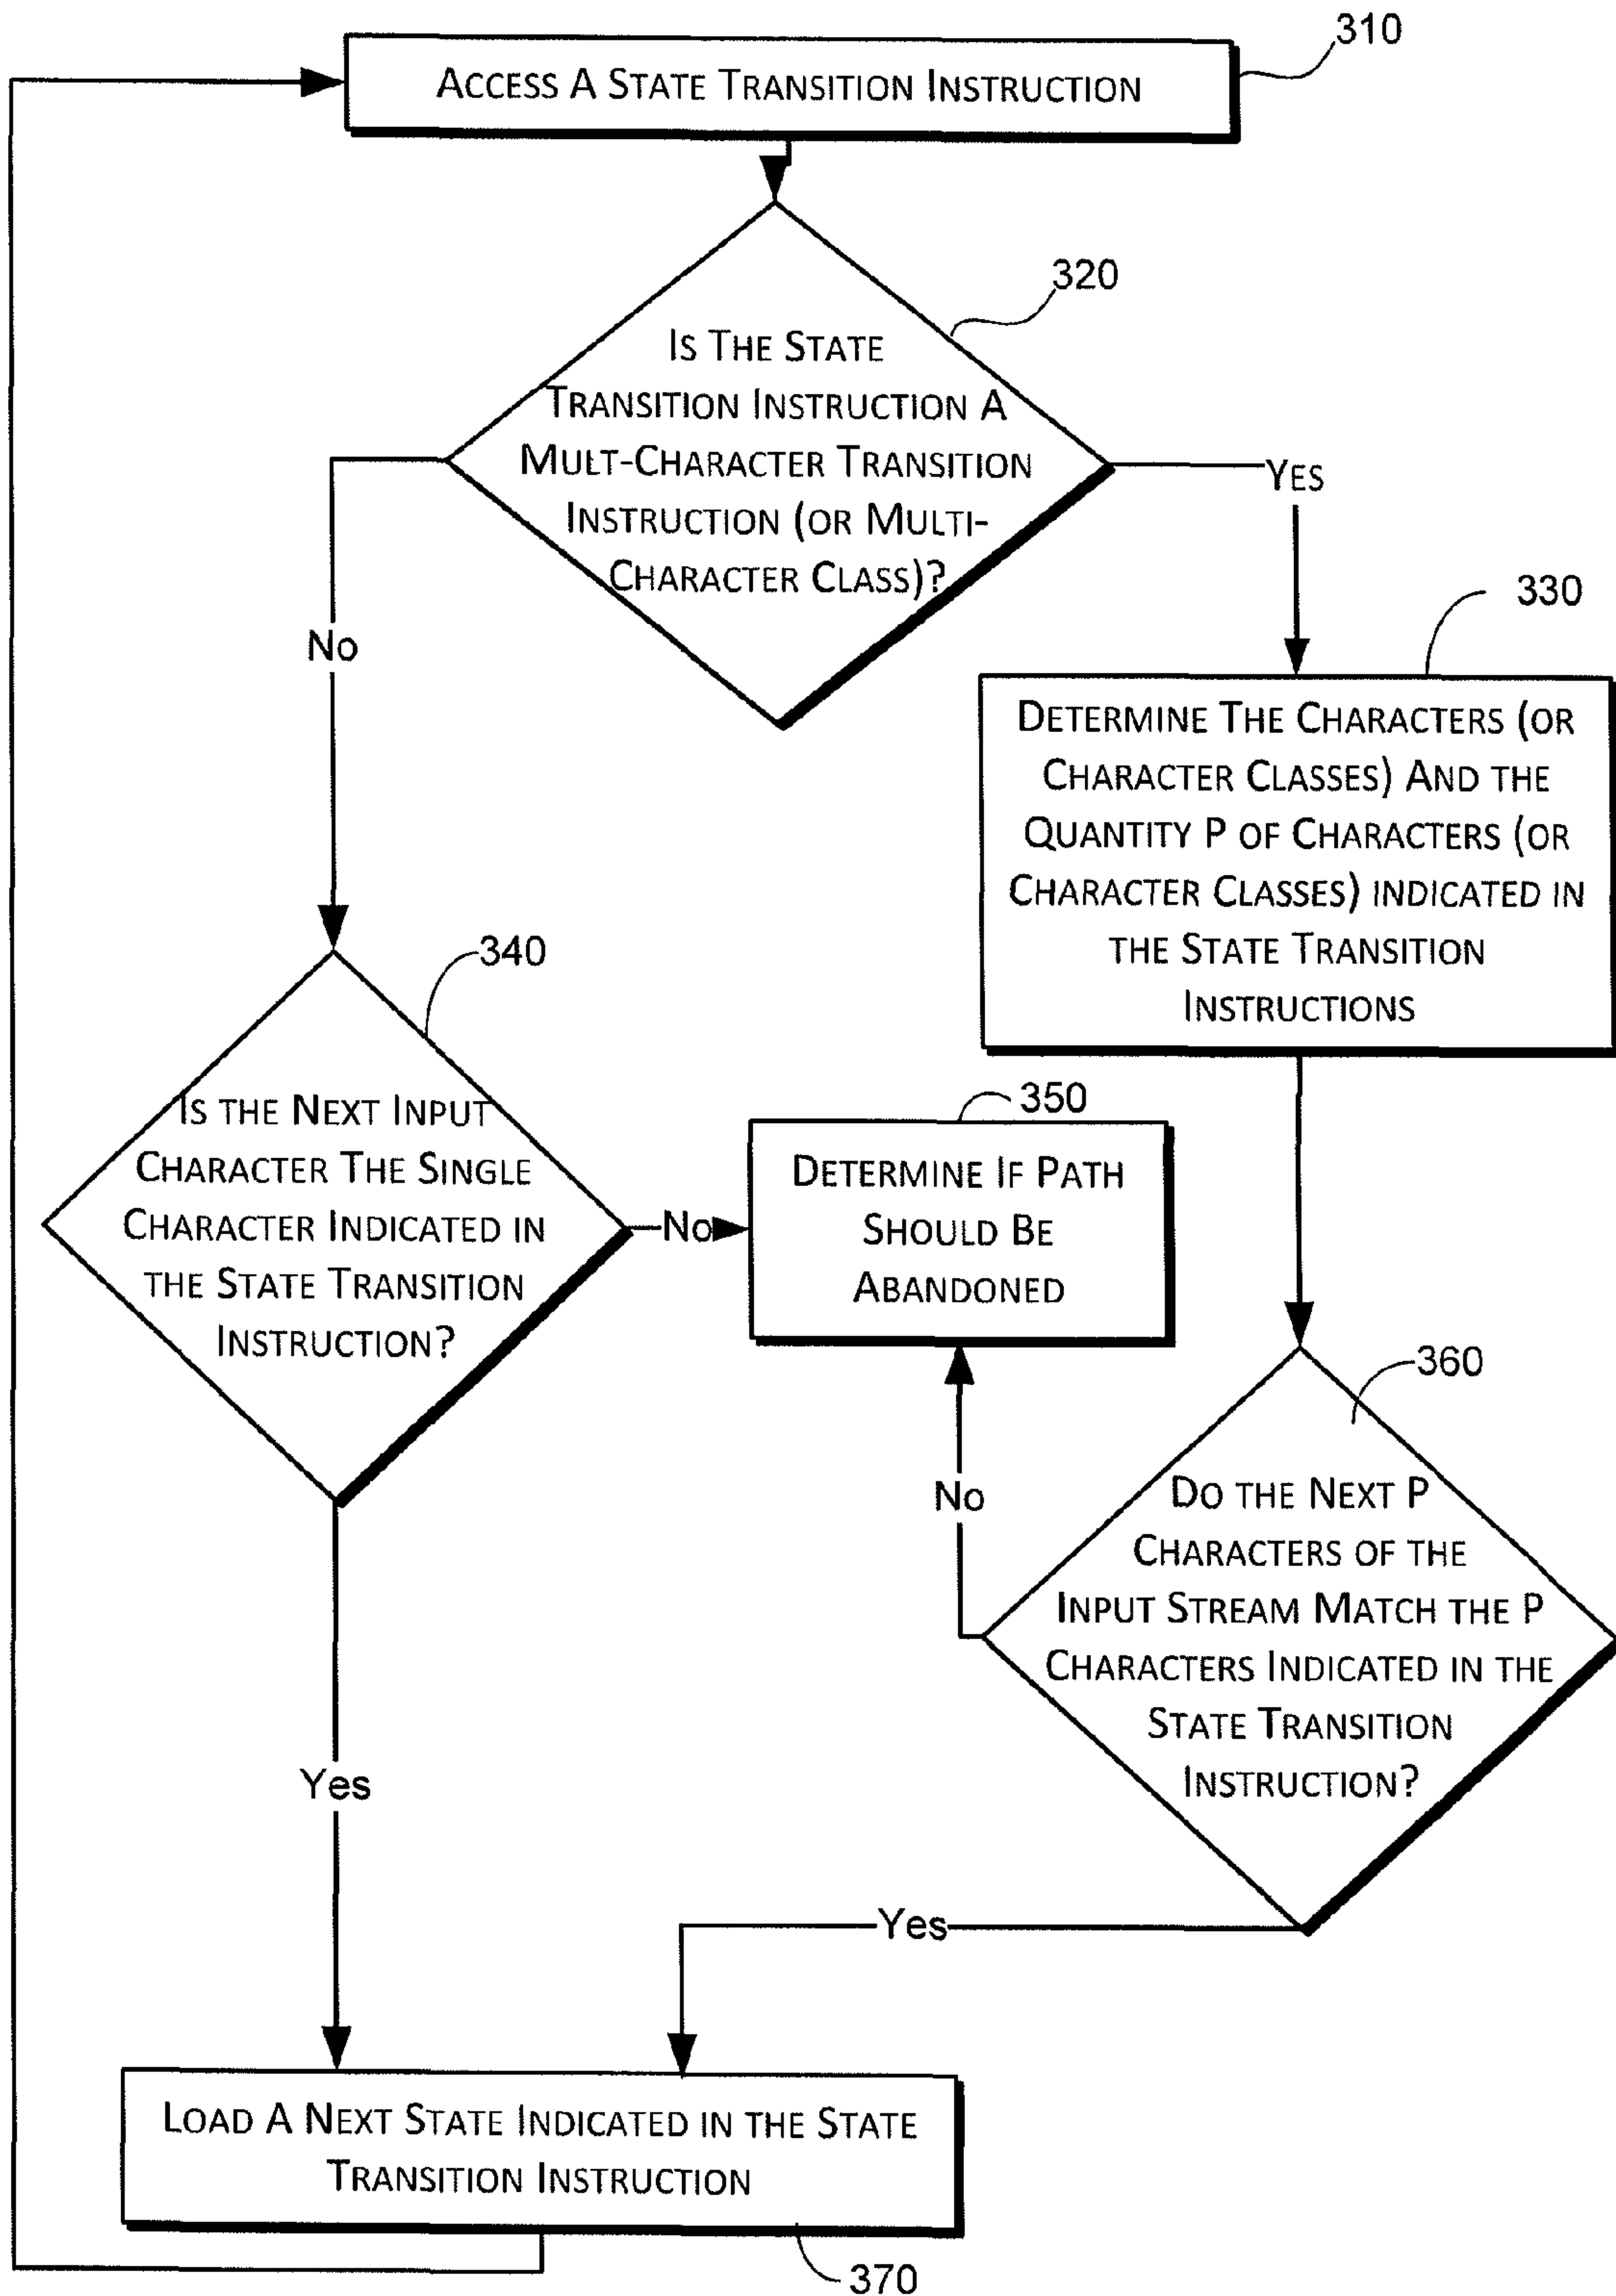 310
ACCESS A STATE TRANSITION INSTRUCTION
320
IS THE STATE
TRANSITION INSTRUCTION A
MULT-CHARACTER TRANSITION
INSTRUCTION (OR MULTI-
CHARACTER CLASS)?
YES
No
330
DETERMINE THE CHARACTERS (OR
CHARACTER CLASSES) AND THE
QUANTITY P OF CHARACTERS (OR
CHARACTER CLASSES) INDICATED IN
THE STATE TRANSITION
INSTRUCTIONS
340
IS THE NEXT INPUT
CHARACTER THE SINGLE
CHARACTER INDICATED IN
THE STATE TRANSITION
INSTRUCTION?
No
350
DETERMINE IF PATH
SHOULD BE
ABANDONED
360
No
DO THE NEXT P
CHARACTERS OF THE
INPUT STREAM MATCH THE P
CHARACTERS INDICATED IN THE
STATE TRANSITION
INSTRUCTION?
Yes
Yes
LOAD A NEXT STATE INDICATED IN THE STATE
TRANSITION INSTRUCTION
370